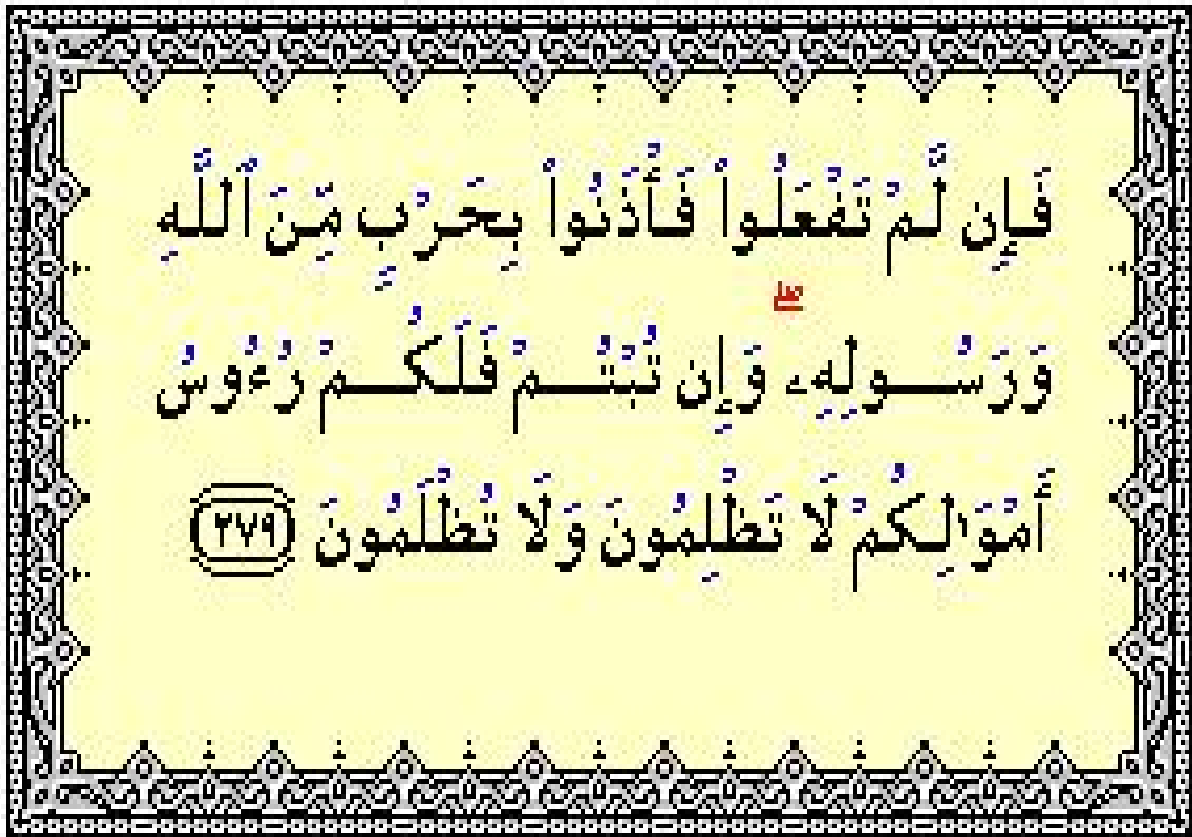 فَإِن لَّمْ تَفْعَلُواْ فَأْذَنُواْ بِحَرْبٍ مِّنَ ٱللَّهِ
وَرَسُولِهِۦ ۖ وَإِن تُبْتُمْ فَلَكُمْ رُءُوسُ
أَمْوَٰلِكُمْ لَا تَظْلِمُونَ وَلَا تُظْلَمُونَ ٢٧٩